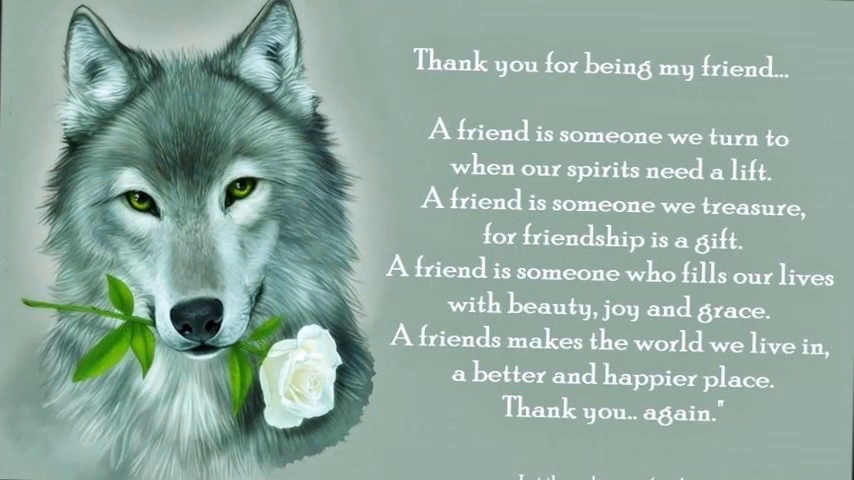 Thank you for being my friend...
A friend is someone we turn to
when our spirits need a lift.
A friend is someone we treasure,
for friendship is a gift.
A friend is someone who fills our lives
with beauty, joy and grace.
A friends makes the world we live in,
a better and happier place.
Thank you.. again."